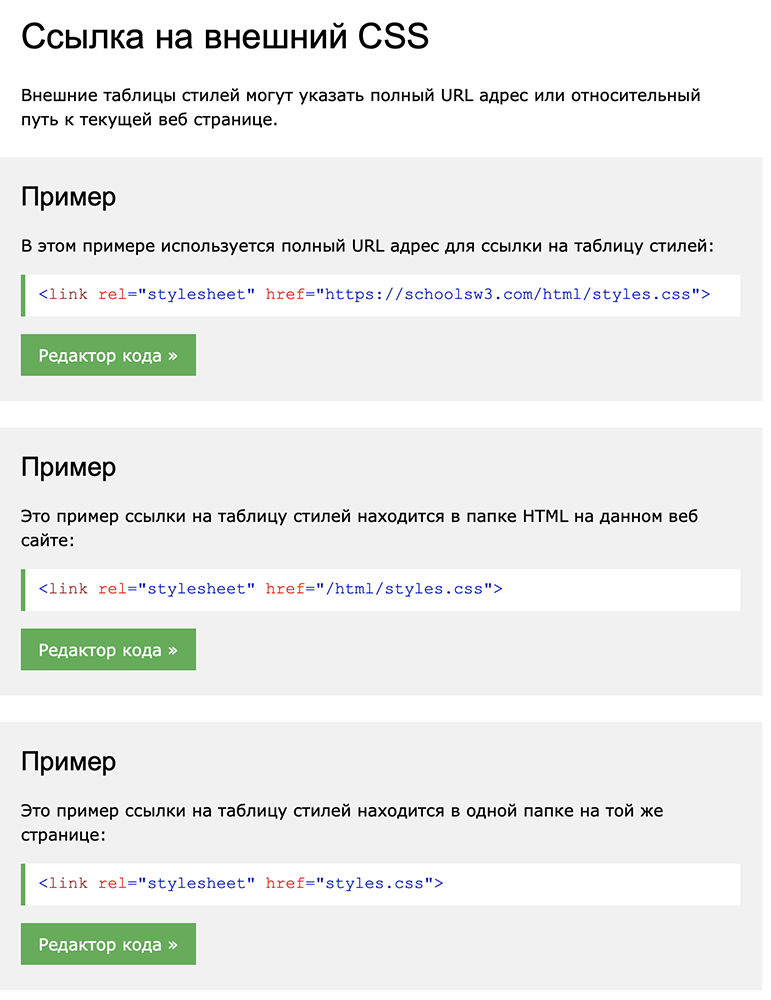 Ссылка на внешний CSS
Внешние таблицы стилей могут указать полный URL адрес или относительный
путь к текущей веб странице.
Пример
В этом примере используется полный URL адрес для ссылки на таблицу стилей:
<link rel="stylesheet" href="https://schoolsw3.com/html/styles.css">
Редактор кода »
Пример
Это пример ссылки на таблицу стилей находится в папке HTML на данном веб
сайте:
<link rel="stylesheet" href="/html/styles.css">
Редактор кода »
Пример
Это пример ссылки на таблицу стилей находится в одной папке на той же
странице:
<link rel="stylesheet" href="styles.css">
Редактор кода »